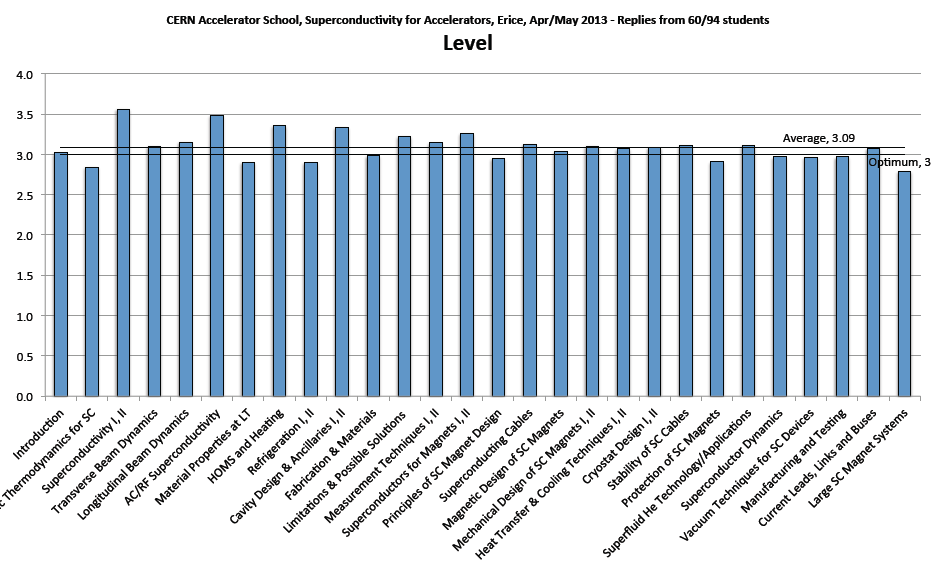 CERN Accelerator School, Superconductivity for Accelerators, Erice, Apr/May 2013 - Replies from 60/94 students
Level
4.0
3.5
3.0
2.5
2.0
1.5
1.0
0.5
0.0
Average, 3.09
Optimum, 3
Introduction
c Thermodynamics for SC
Superconductivity I, II
Transverse Beam Dynamics
Longitudinal Beam Dynamics
AC/RF Superconductivity
Material Properties at LT
HOMS and Heating
Refrigeration I, II
Cavity Design & Ancillaries I, II
Fabrication & Materials
Limitations & Possible Solutions
Measurement Techniques I, II
Superconductors for Magnets I, II
Principles of SC Magnet Design
Superconducting Cables
Magnetic Design of SC Magnets
Mechanical Design of SC Magnets I, II
Heat Transfer & Cooling Techniques I, II
Cryostat Design I, II
Stability of SC Cables
Protection of SC Magnets
Superfluid He Technology/Applications
Superconductor Dynamics
Vacuum Techniques for SC Devices
Manufacturing and Testing
Current Leads, Links and Buses
Large SC Magnet Systems